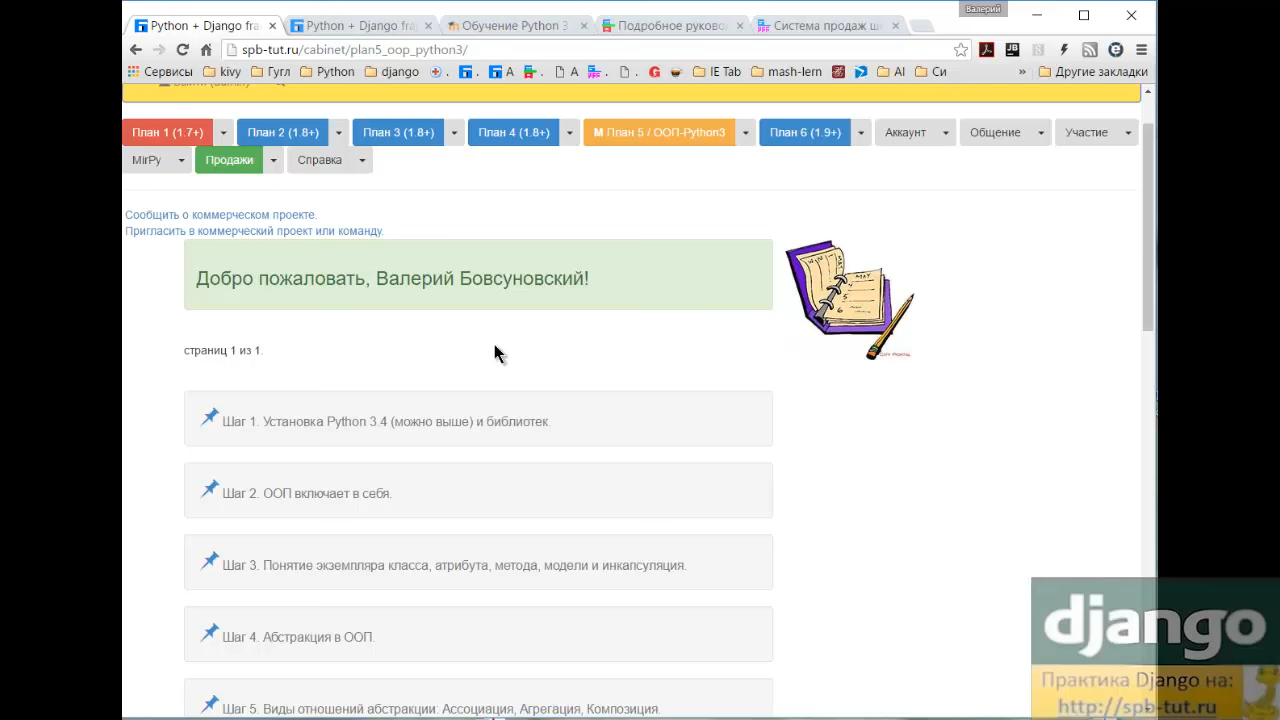 Валерий
Python + Django fra
Python + Django fra
Обучение Python 3
Подробное руково
Система продаж ш
spb-tut.ru/cabinet/plan5_oop_python3/
Сервисы kivy Гугл Python django . . A . A . . G IE Tab mash-lern AI Си » Другие закладки
План 1 (1.7+) План 2 (1.8+) План 3 (1.8+) План 4 (1.8+) M План 5 / ООП-Python3 План 6 (1.9+) Аккаунт Общение Участие
MirPy Продажи Справка
Сообщить о коммерческом проекте.
Пригласить в коммерческий проект или команду.
Добро пожаловать, Валерий Бовсуновский!
страниц 1 из 1.
Шаг 1. Установка Python 3.4 (можно выше) и библиотек.
Шаг 2. ООП включает в себя.
Шаг 3. Понятие экземпляра класса, атрибута, метода, модели и инкапсуляция.
Шаг 4. Абстракция в ООП.
Шаг 5. Виды отношений абстракции: Ассоциация, Агрегация, Композиция.
django
Практика Django на:
http://spb-tut.ru